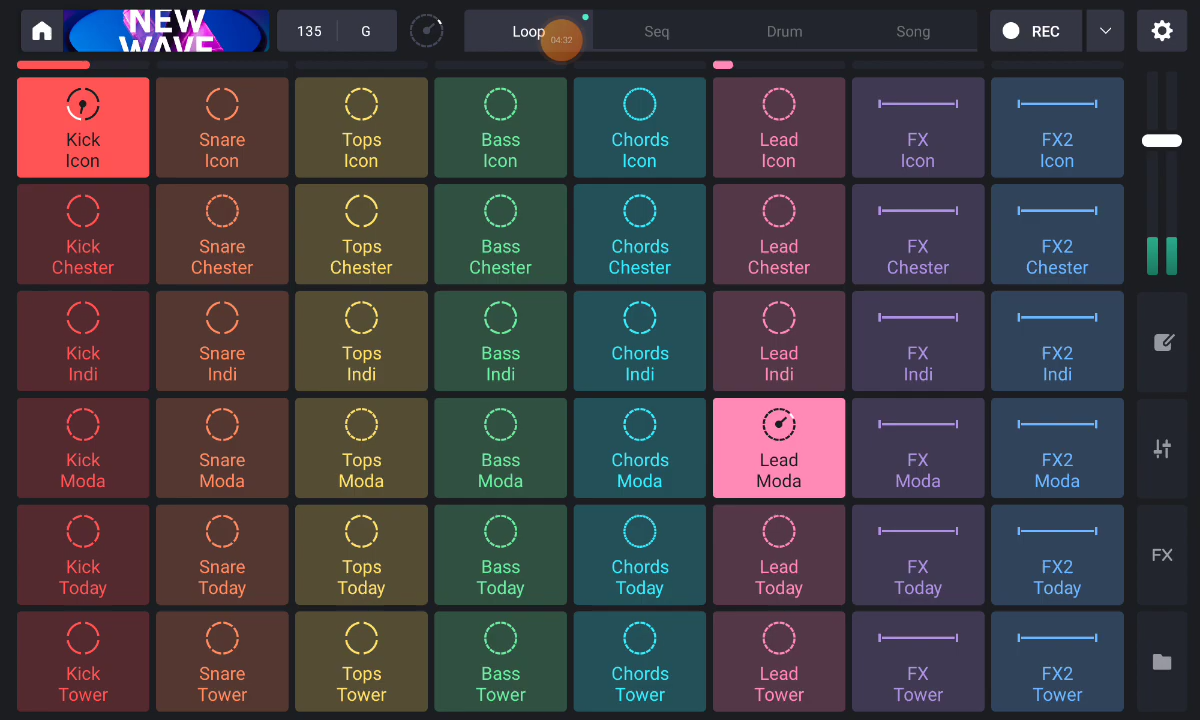 NEW
WAVE
135 G
Loop
04:32
Seq
Drum
Song
REC
Kick
Icon
Snare
Icon
Tops
Icon
Bass
Icon
Chords
Icon
Lead
Icon
FX
Icon
FX2
Icon
Kick
Chester
Snare
Chester
Tops
Chester
Bass
Chester
Chords
Chester
Lead
Chester
FX
Chester
FX2
Chester
Kick
Indi
Snare
Indi
Tops
Indi
Bass
Indi
Chords
Indi
Lead
Indi
FX
Indi
FX2
Indi
Kick
Moda
Snare
Moda
Tops
Moda
Bass
Moda
Chords
Moda
Lead
Moda
FX
Moda
FX2
Moda
Kick
Today
Snare
Today
Tops
Today
Bass
Today
Chords
Today
Lead
Today
FX
Today
FX2
Today
FX
Kick
Tower
Snare
Tower
Tops
Tower
Bass
Tower
Chords
Tower
Lead
Tower
FX
Tower
FX2
Tower